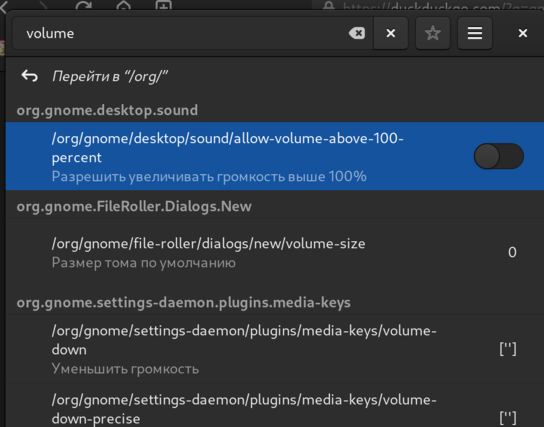 https://duckduckgo.com/?q=
volume
Перейти в “/org/”
org.gnome.desktop.sound
/org/gnome/desktop/sound/allow-volume-above-100-
percent
Разрешить увеличивать громкость выше 100%
org.gnome.FileRoller.Dialogs.New
/org/gnome/file-roller/dialogs/new/volume-size
0
Размер тома по умолчанию
org.gnome.settings-daemon.plugins.media-keys
/org/gnome/settings-daemon/plugins/media-keys/volume-
down
['']
Уменьшить громкость
/org/gnome/settings-daemon/plugins/media-keys/volume-
down-precise
['']